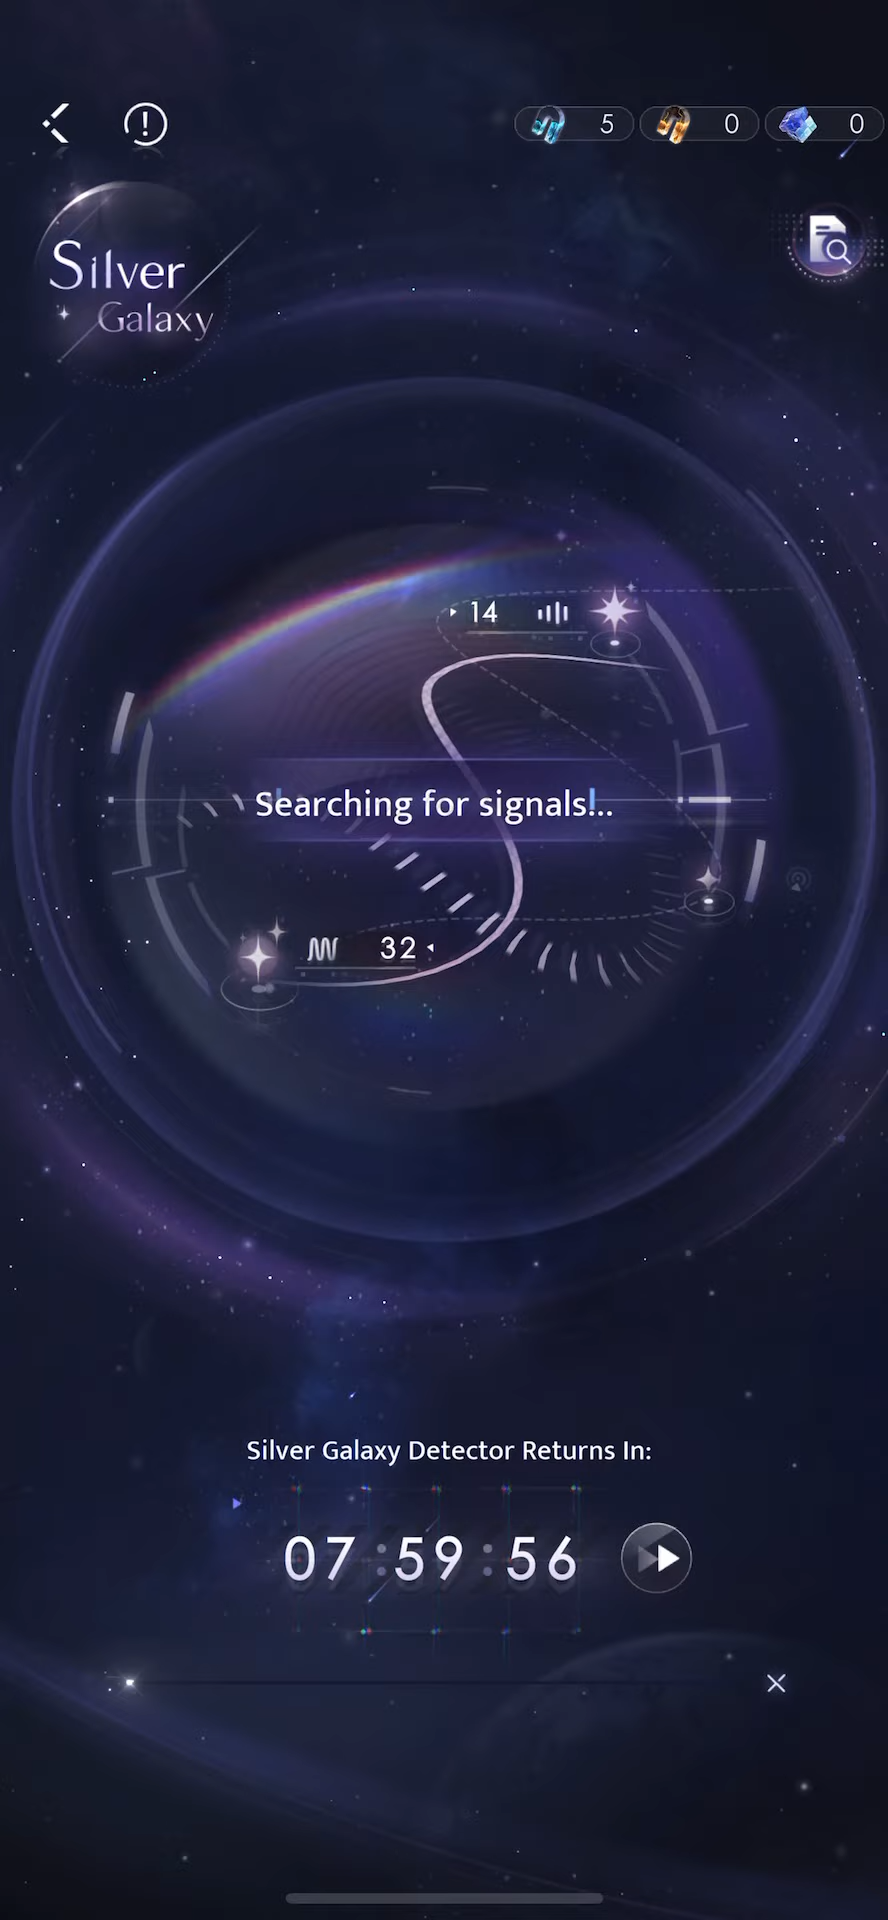 5
0
0
Silver
Galaxy
14
Searching for signals...
32
Silver Galaxy Detector Returns In:
07:59:56